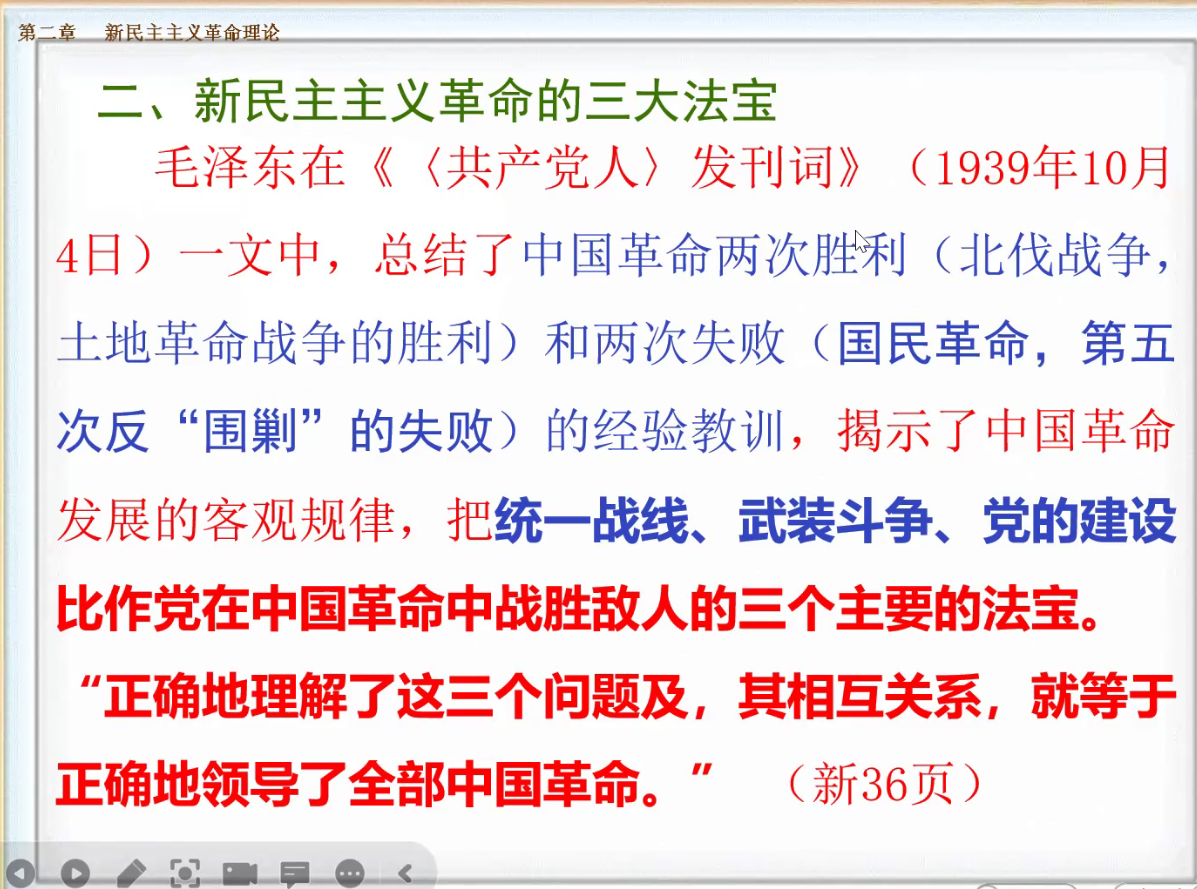 第二章 新民主主义革命理论
二、新民主主义革命的三大法宝
毛泽东在《〈共产党人〉发刊词》（1939年10月
4日）一文中，总结了中国革命两次胜利（北伐战争，
土地革命战争的胜利）和两次失败（国民革命，第五
次反“围剿”的失败）的经验教训，揭示了中国革命
发展的客观规律，把统一战线、武装斗争、党的建设
比作党在中国革命中战胜敌人的三个主要的法宝。
“正确地理解了这三个问题及，其相互关系，就等于
正确地领导了全部中国革命。” （新36页）